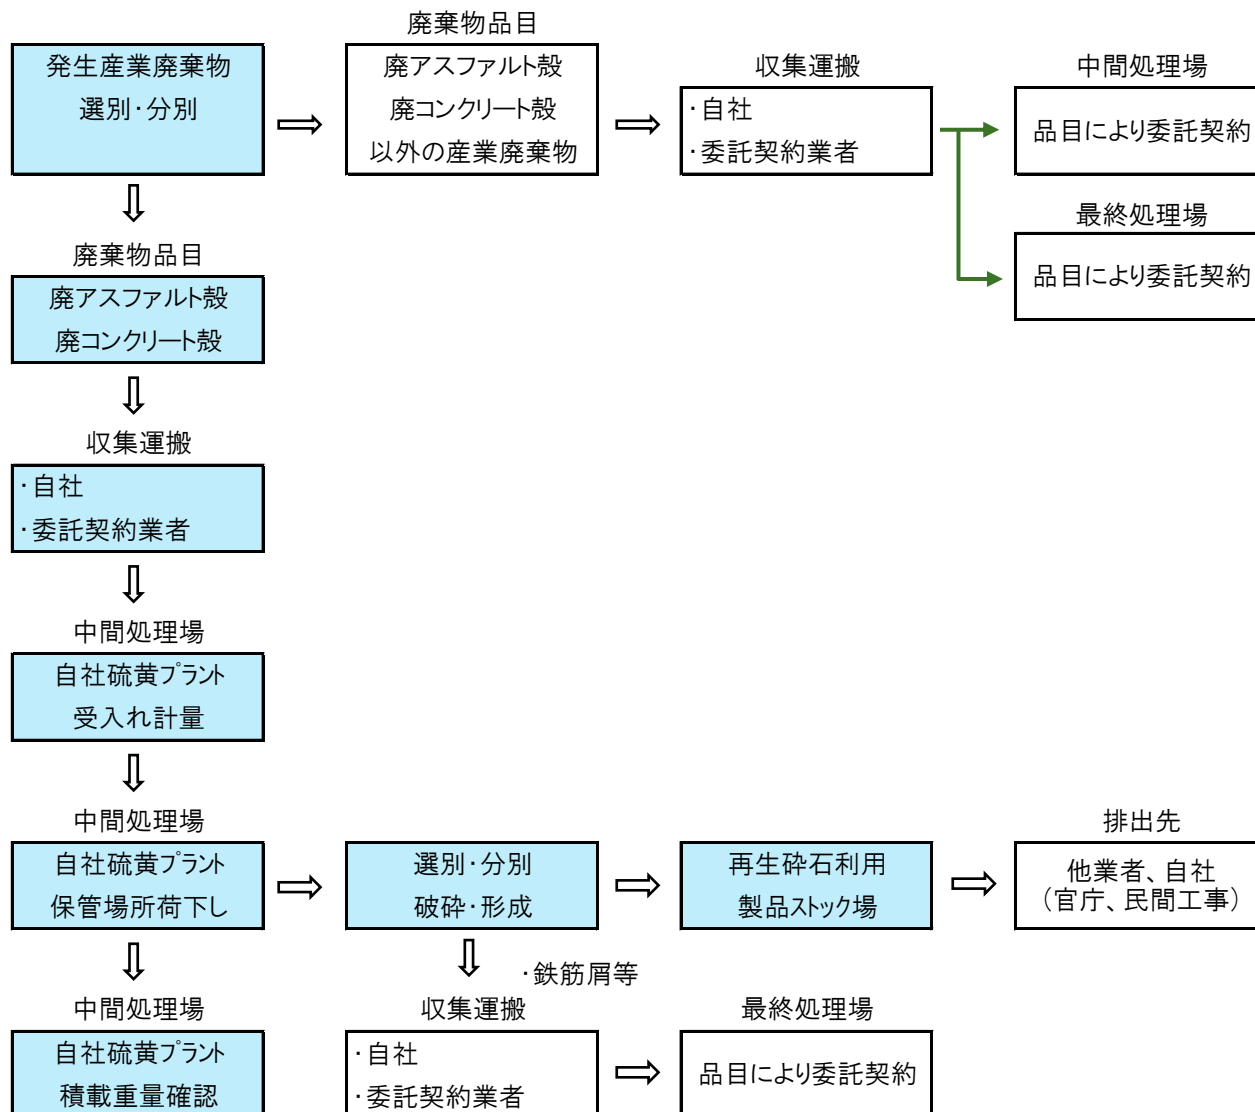 廃棄物品目
発生産業廃棄物
選別・分別
廃アスファルト殻
廃コンクリート殻
以外の産業廃棄物
収集運搬
・自社
・委託契約業者
中間処理場
品目により委託契約
最終処理場
品目により委託契約
廃棄物品目
廃アスファルト殻
廃コンクリート殻
収集運搬
・自社
・委託契約業者
中間処理場
自社硫黄プラント
受入れ計量
中間処理場
自社硫黄プラント
保管場所荷下し
選別・分別
破砕・形成
再生砕石利用
製品ストック場
排出先
他業者、自社
（官庁、民間工事）
・鉄筋屑等
中間処理場
自社硫黄プラント
積載重量確認
収集運搬
・自社
・委託契約業者
最終処理場
品目により委託契約